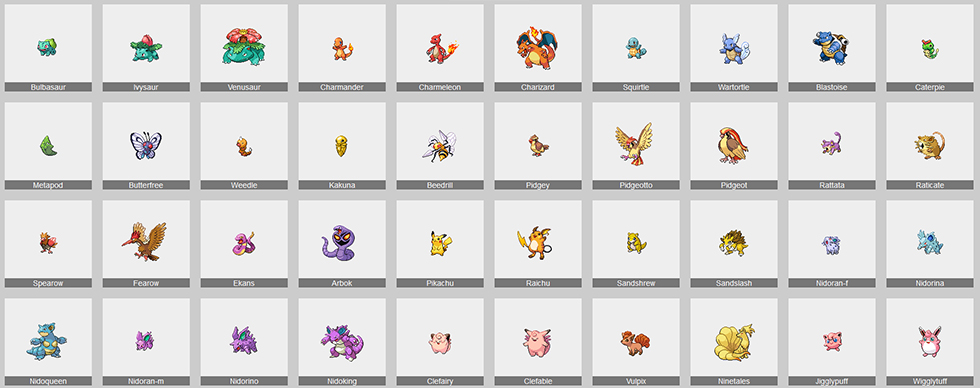 Bulbasaur
Ivysaur
Venusaur
Charmander
Charmeleon
Charizard
Squirtle
Wartortle
Blastoise
Caterpie
Metapod
Butterfree
Weedle
Kakuna
Beedrill
Pidgey
Pidgeotto
Pidgeot
Rattata
Raticate
Spearow
Fearow
Ekans
Arbok
Pikachu
Raichu
Sandshrew
Sandslash
Nidoran-f
Nidorina
Nidoqueen
Nidoran-m
Nidorino
Nidoking
Clefairy
Clefable
Vulpix
Ninetales
Jigglypuff
Wigglytuff